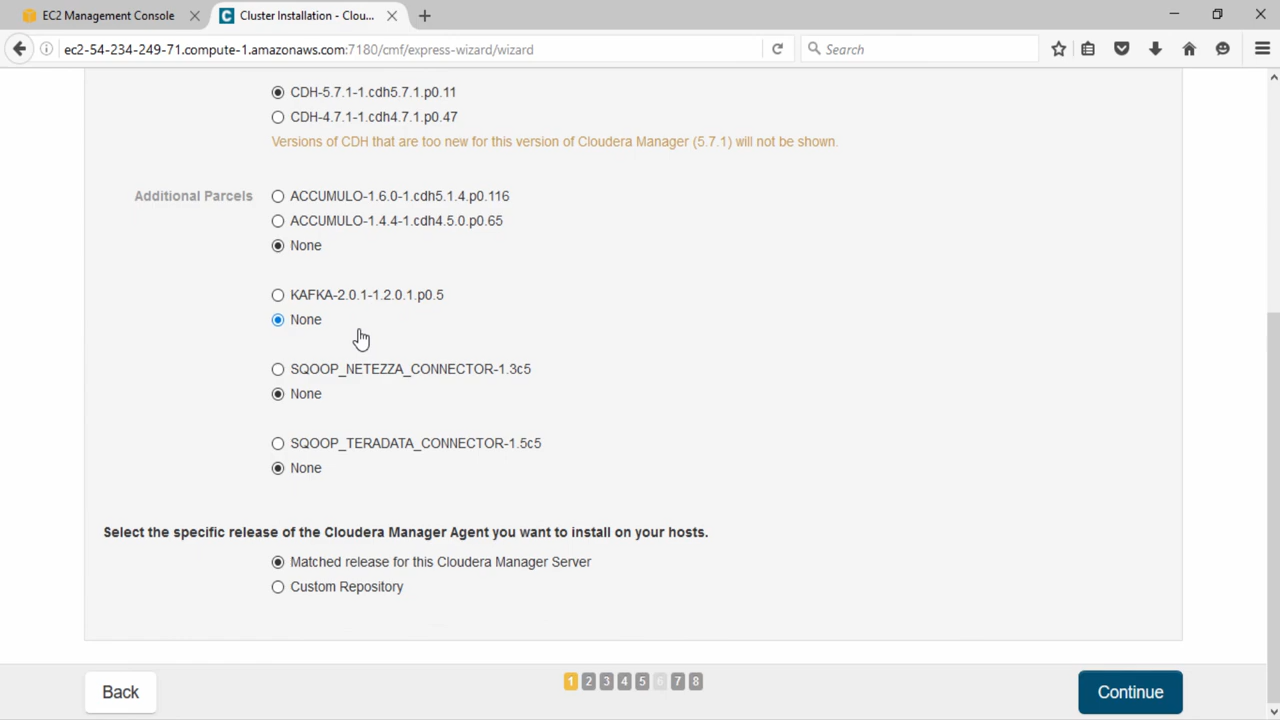 EC2 Management Console
Cluster Installation - Clou...
ec2-54-234-249-71.compute-1.amazonaws.com:7180/cmf/express-wizard/wizard
Search
CDH-5.7.1-1.cdh5.7.1.p0.11
CDH-4.7.1-1.cdh4.7.1.p0.47
Versions of CDH that are too new for this version of Cloudera Manager (5.7.1) will not be shown.
Additional Parcels
ACCUMULO-1.6.0-1.cdh5.1.4.p0.116
ACCUMULO-1.4.4-1.cdh4.5.0.p0.65
None
KAFKA-2.0.1-1.2.0.1.p0.5
None
SQOOP_NETEZZA_CONNECTOR-1.3c5
None
SQOOP_TERADATA_CONNECTOR-1.5c5
None
Select the specific release of the Cloudera Manager Agent you want to install on your hosts.
Matched release for this Cloudera Manager Server
Custom Repository
Back
1 2 3 4 5 6 7 8
Continue